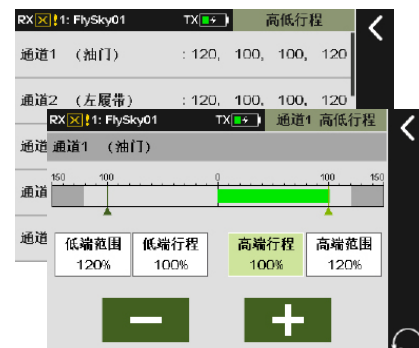 RX 1: FlySky01 TX 高低行程
通道1 （油门） : 120, 100, 100, 120
通道2 （左履带） : 120, 100, 100, 120
通道
通道
通道
RX 1: FlySky01 TX 通道1 高低行程
通道1 （油门）
150 100 0 100 150
低端范围 低端行程 高端行程 高端范围
120% 100% 100% 120%